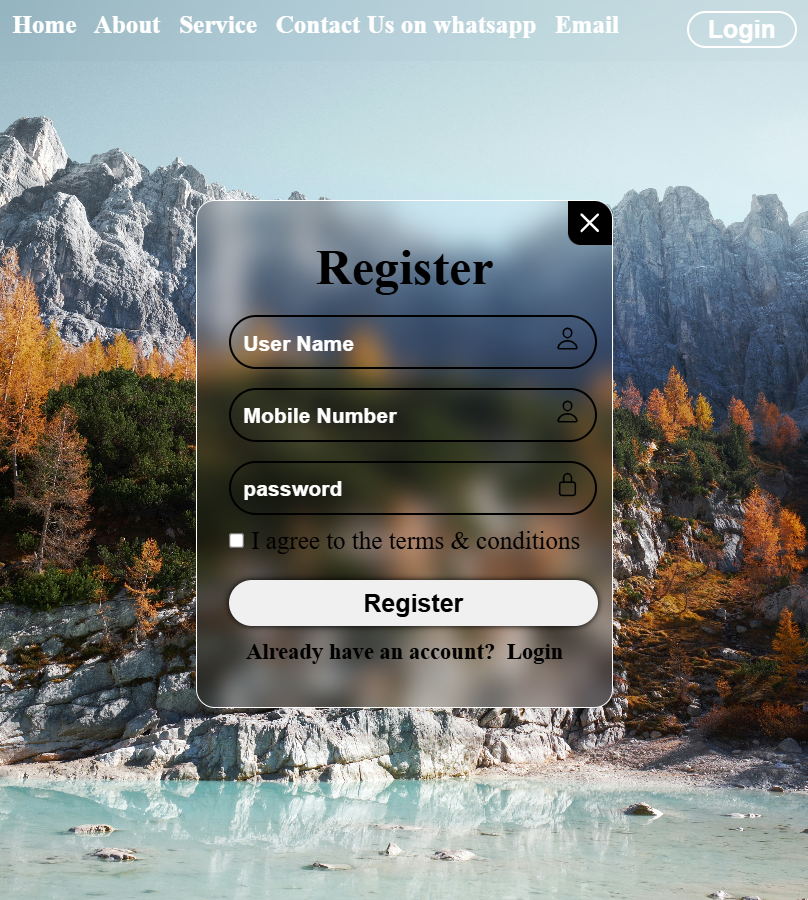 Home About Service Contact Us on whatsapp Email Login
Register
User Name
Mobile Number
password
I agree to the terms & conditions
Register
Already have an account? Login